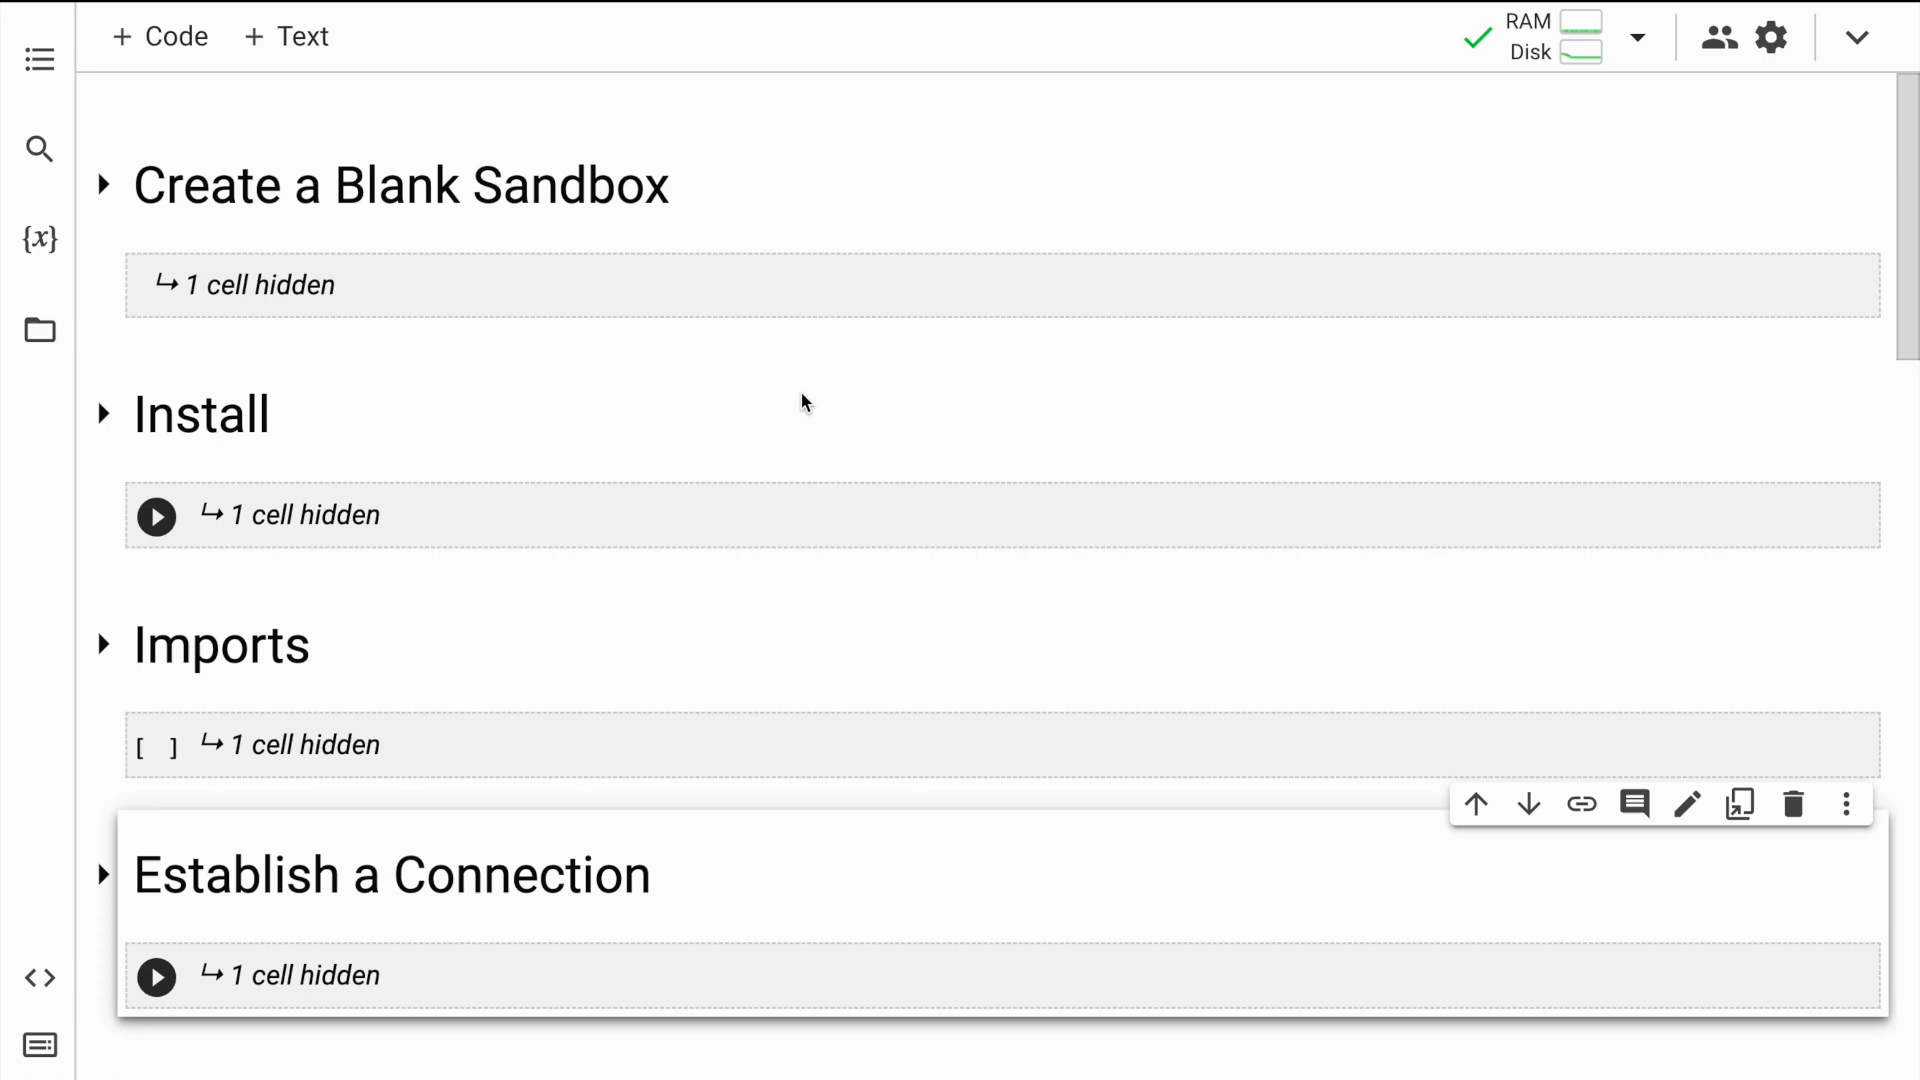 + Code + Text
RAM
Disk
{x}
Create a Blank Sandbox
1 cell hidden
Install
1 cell hidden
Imports
[ ] 1 cell hidden
Establish a Connection
1 cell hidden